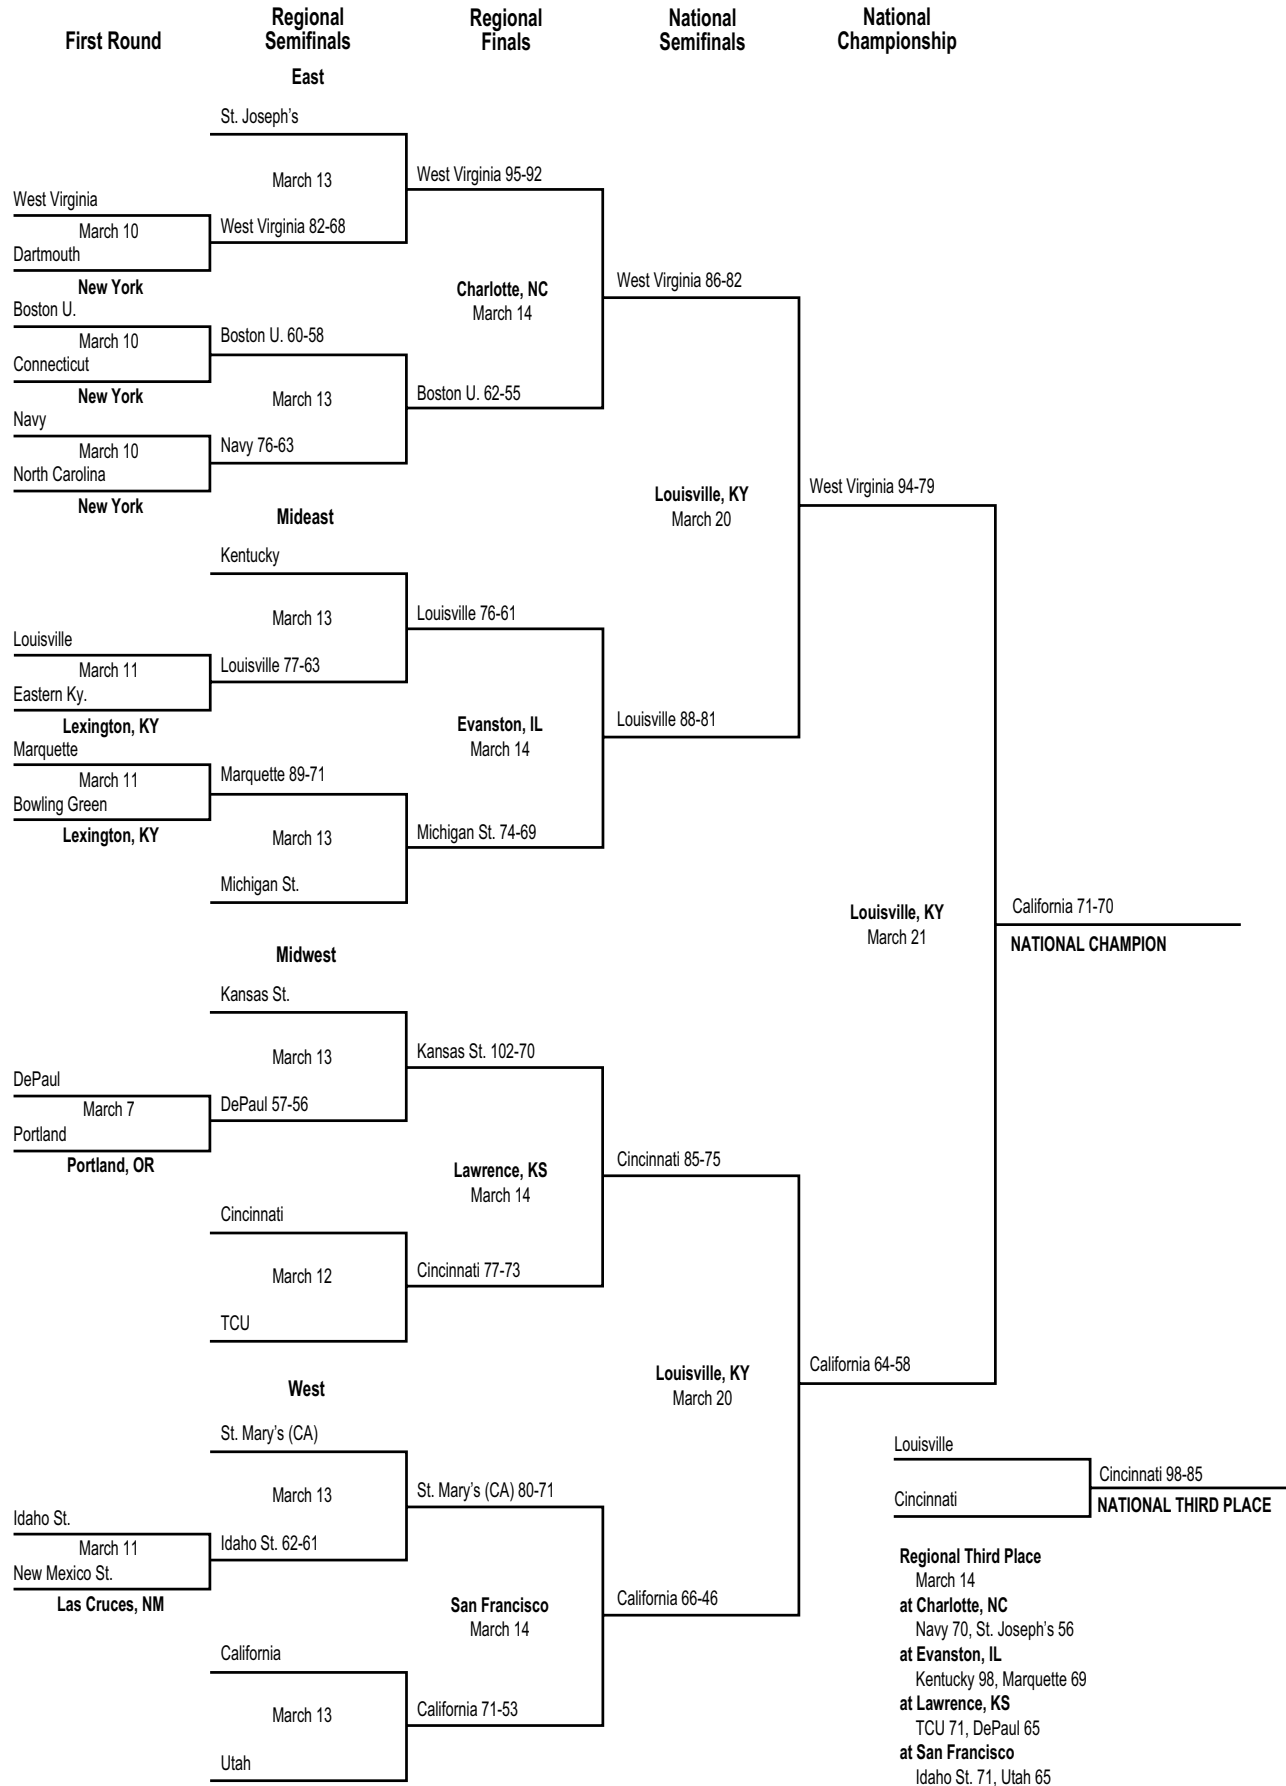 First Round
Regional
Semifinals
Regional
Finals
National
Semifinals
National
Championship
East
St. Joseph's
March 13
West Virginia 95-92
West Virginia
March 10
West Virginia 82-68
Dartmouth
New York
Charlotte, NC
March 14
West Virginia 86-82
Boston U.
March 10
Boston U. 60-58
Connecticut
New York
March 13
Boston U. 62-55
Navy
March 10
Navy 76-63
North Carolina
New York
Louisville, KY
March 20
West Virginia 94-79
Mideast
Kentucky
March 13
Louisville 76-61
Louisville
March 11
Louisville 77-63
Eastern Ky.
Lexington, KY
Evanston, IL
March 14
Louisville 88-81
Marquette
March 11
Marquette 89-71
Bowling Green
Lexington, KY
March 13
Michigan St. 74-69
Michigan St.
Louisville, KY
March 21
California 71-70
NATIONAL CHAMPION
Midwest
Kansas St.
March 13
Kansas St. 102-70
DePaul
March 7
DePaul 57-56
Portland
Portland, OR
Lawrence, KS
March 14
Cincinnati 85-75
Cincinnati
March 12
Cincinnati 77-73
TCU
Louisville, KY
March 20
California 64-58
West
St. Mary's (CA)
March 13
St. Mary's (CA) 80-71
Idaho St.
March 11
Idaho St. 62-61
New Mexico St.
Las Cruces, NM
San Francisco
March 14
California 66-46
California
March 13
California 71-53
Utah
Louisville
Cincinnati
Cincinnati 98-85
NATIONAL THIRD PLACE
Regional Third Place
March 14
at Charlotte, NC
Navy 70, St. Joseph's 56
at Evanston, IL
Kentucky 98, Marquette 69
at Lawrence, KS
TCU 71, DePaul 65
at San Francisco
Idaho St. 71, Utah 65